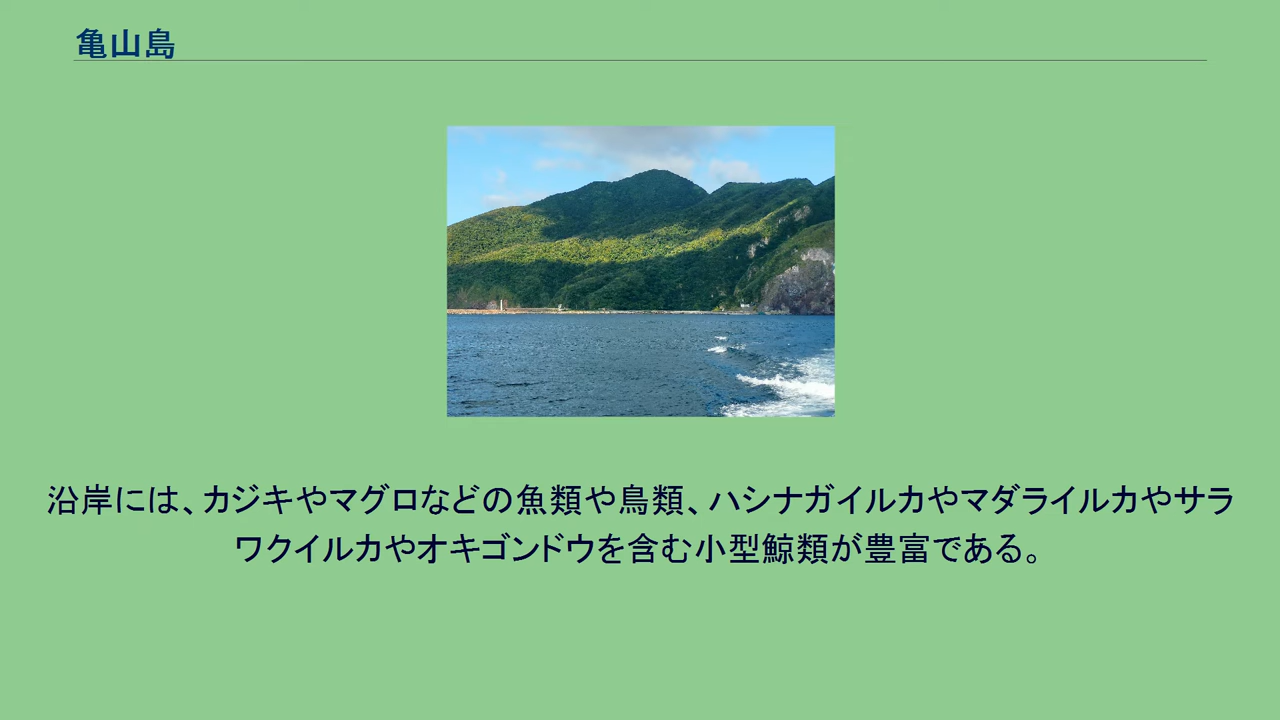 亀山島
沿岸には、カジキやマグロなどの魚類や鳥類、ハシナガイルカやマダライルカやサラ
ワクイルカやオキゴンドウを含む小型鯨類が豊富である。